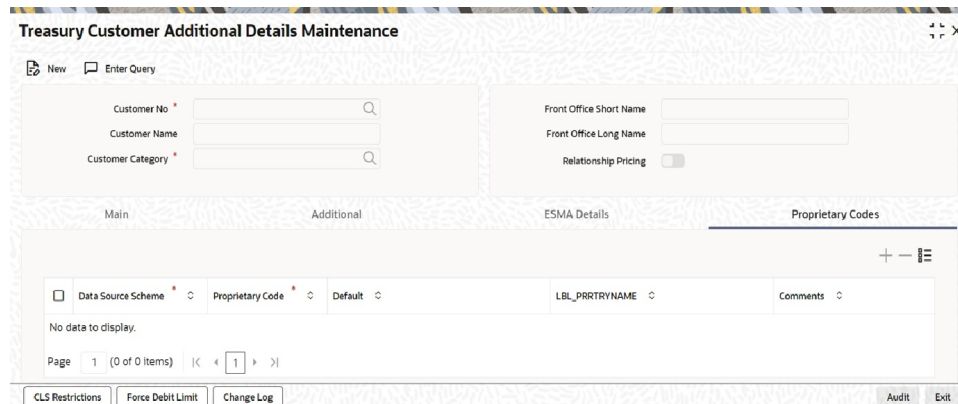 Treasury Customer Additional Details Maintenance
New Enter Query
Customer No *
Customer Name
Customer Category *
Front Office Short Name
Front Office Long Name
Relationship Pricing
Main Additional ESMA Details Proprietary Codes
Data Source Scheme * Proprietary Code * Default LBL_PRRTRYNAME Comments
No data to display.
Page 1 (0 of 0 items) 1
CLS Restrictions Force Debit Limit Change Log Audit Exit